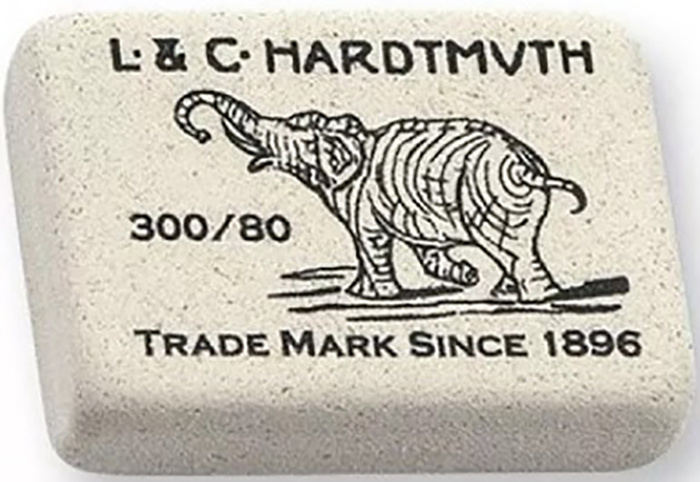 L. & C. HARDTMVTH
300/80
TRADE MARK SINCE 1896